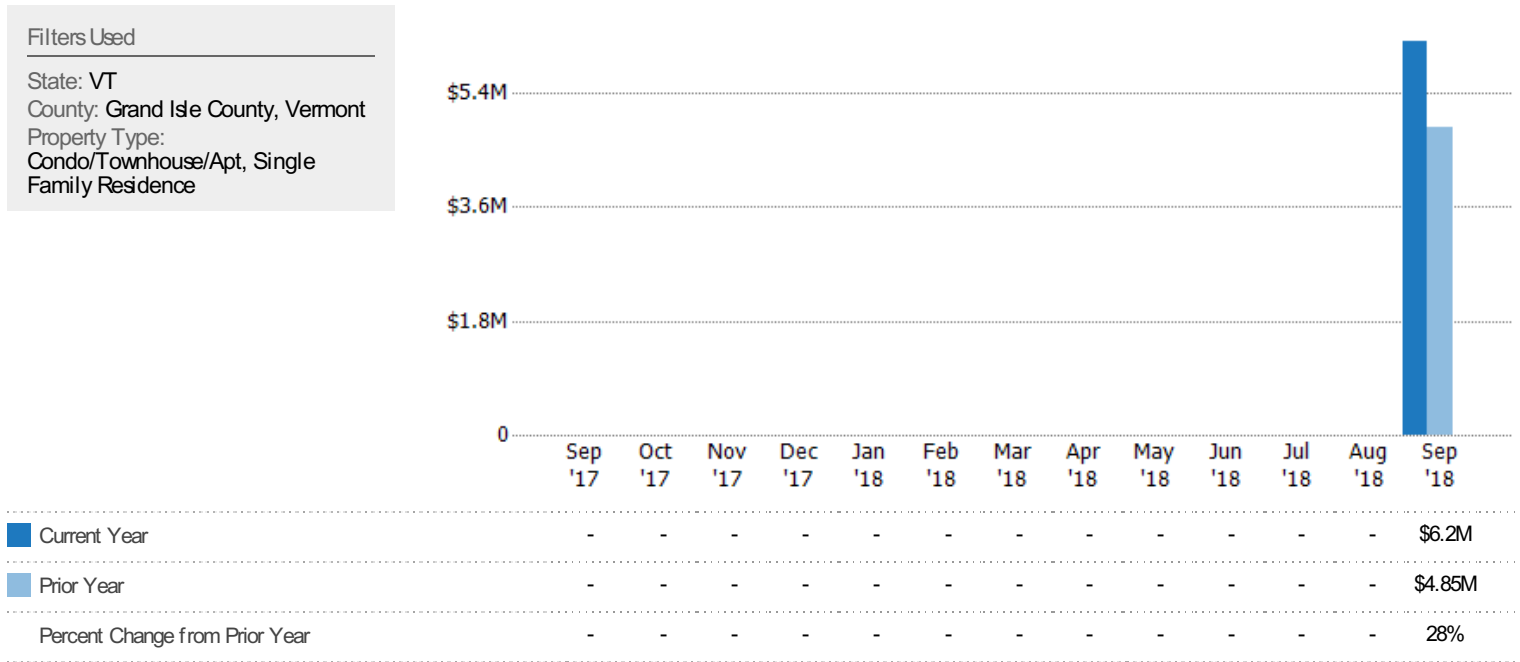 Filters Used
State: VT
County: Grand Isle County, Vermont
Property Type:
Condo/Townhouse/Apt, Single
Family Residence
$5.4M
$3.6M
$1.8M
0
Sep Oct Nov Dec Jan Feb Mar Apr May Jun Jul Aug Sep
'17 '17 '17 '17 '18 '18 '18 '18 '18 '18 '18 '18 '18
Current Year - - - - - - - - - - - - $6.2M
Prior Year - - - - - - - - - - - - $4.85M
Percent Change from Prior Year - - - - - - - - - - - - 28%